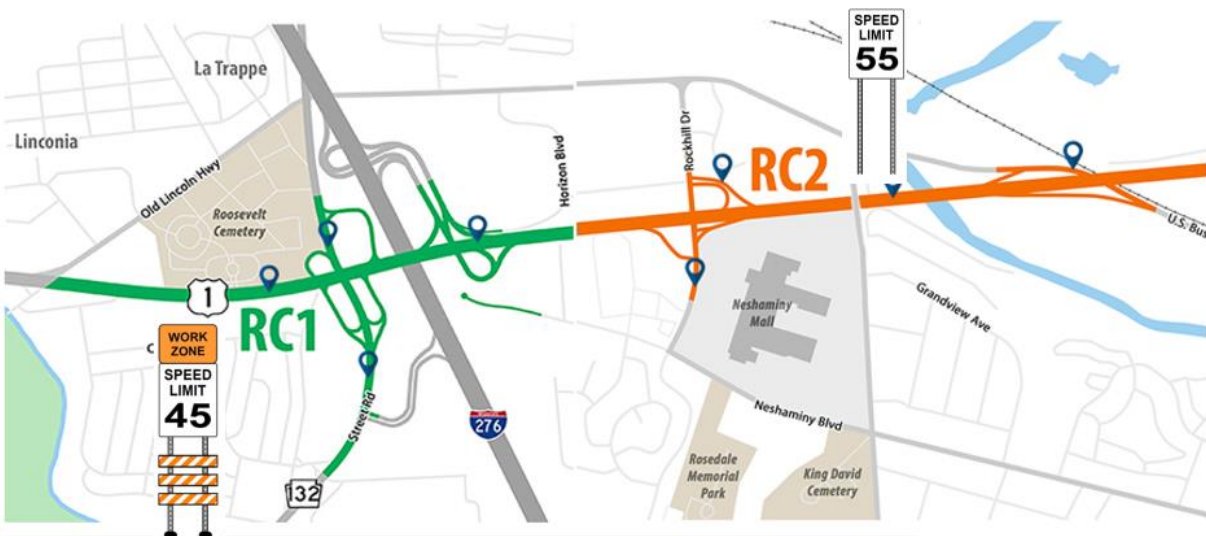 La Trappe
Linconia
Old Lincoln Hwy
Roosevelt
Cemetery
1
RC1
C
WORK
ZONE
SPEED
LIMIT
45
Street Rd
132
276
Horizon Blvd
Rockhill Dr
RC2
SPEED
LIMIT
55
U.S. Bus
Neshaminy
Mall
Grandview Ave
Neshaminy Blvd
Rosedale
Memorial
Park
King David
Cemetery